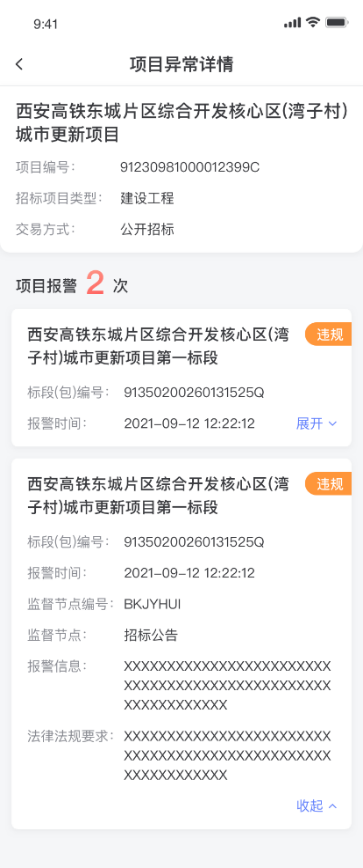 9:41
项目异常详情
西安高铁东城片区综合开发核心区(湾子村)
城市更新项目
项目编号： 91230981000012399C
招标项目类型： 建设工程
交易方式： 公开招标
项目报警 2 次
西安高铁东城片区综合开发核心区(湾 违规
子村)城市更新项目第一标段
标段(包)编号： 91350200260131525Q
报警时间： 2021-09-12 12:22:12 展开
西安高铁东城片区综合开发核心区(湾 违规
子村)城市更新项目第一标段
标段(包)编号： 91350200260131525Q
报警时间： 2021-09-12 12:22:12
监督节点编号： BKJYHUI
监督节点： 招标公告
报警信息： XXXXXXXXXXXXXXXXXXXXXXXX
XXXXXXXXXXXXXXXXXXXXXXXX
XXXXXXXXXXXX
法律法规要求： XXXXXXXXXXXXXXXXXXXXXXXX
XXXXXXXXXXXXXXXXXXXXXXXX
XXXXXXXXXXXX
收起